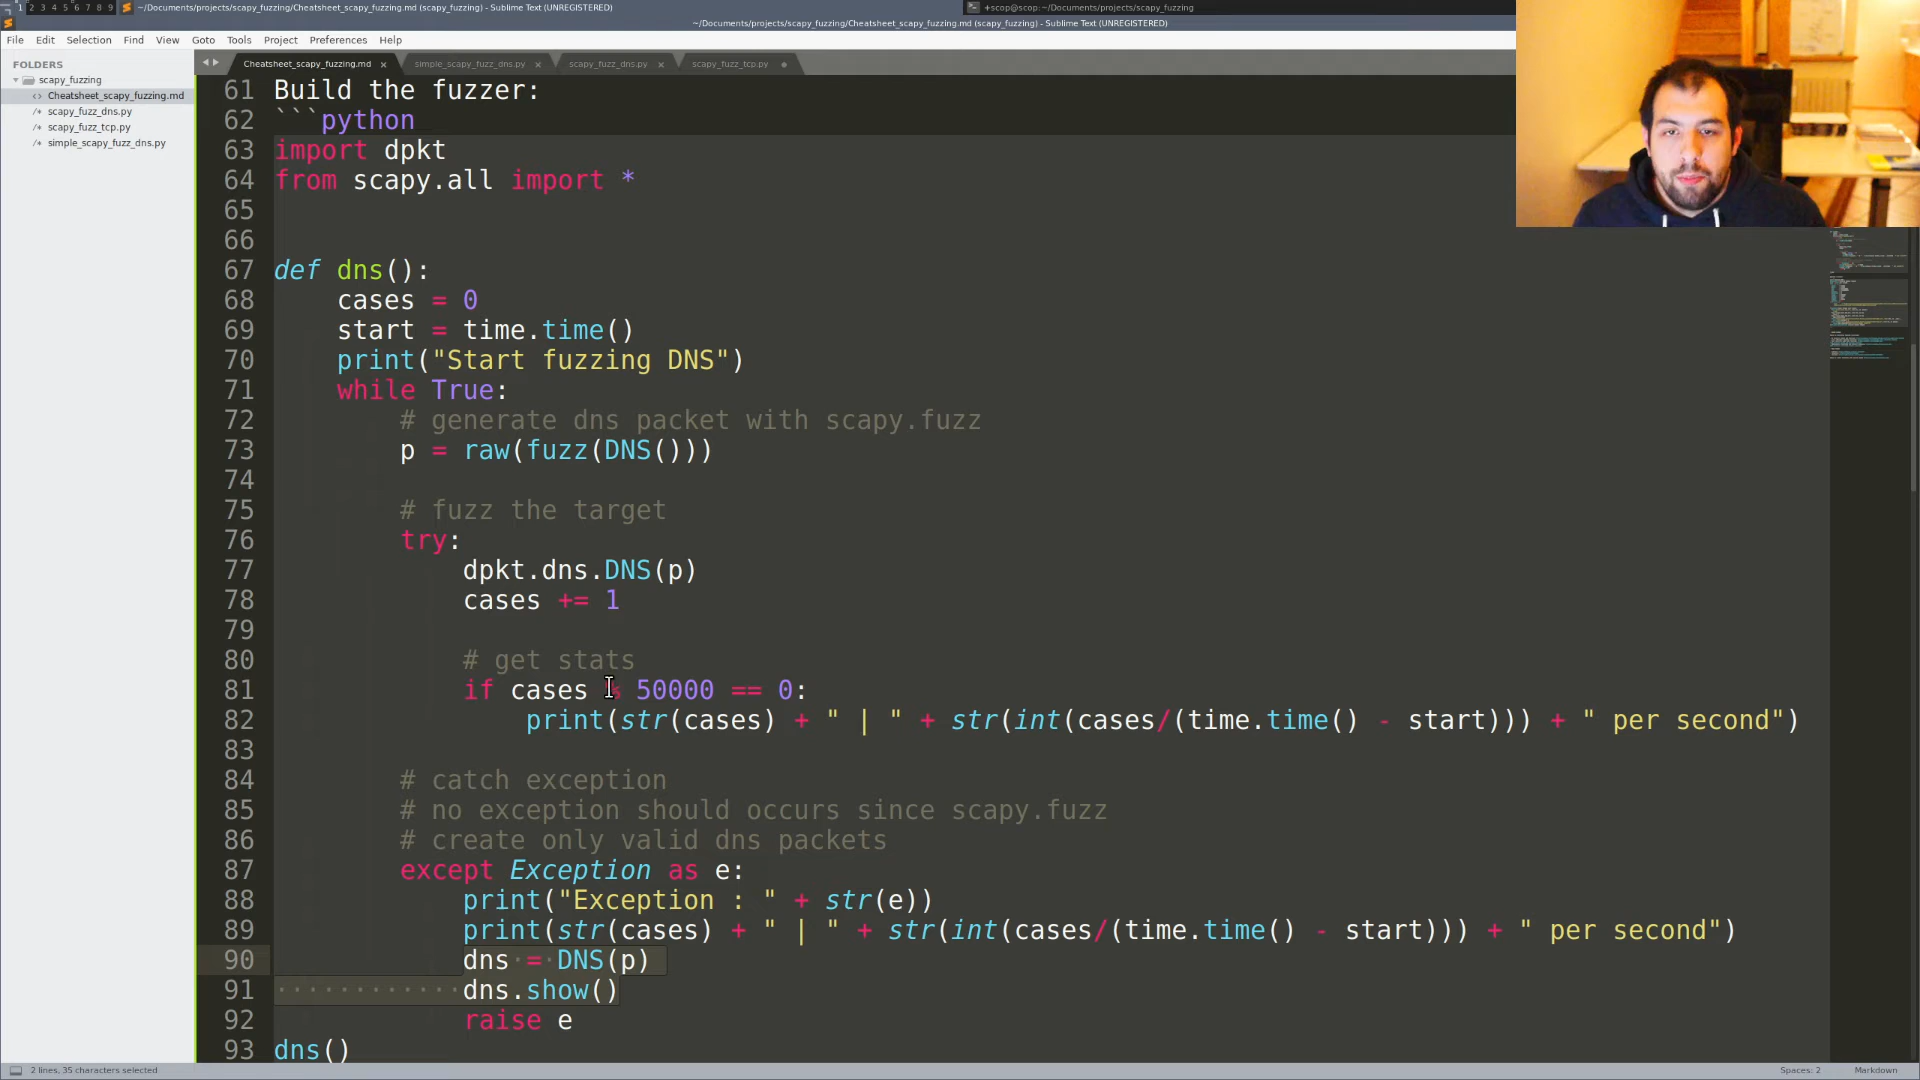 1 2 3 4 5 6 7 8 9 ~/Documents/projects/scapy_fuzzing/Cheatsheet_scapy_fuzzing.md (scapy_fuzzing) - Sublime Text (UNREGISTERED)
+scop@scop:~/Documents/projects/scapy_fuzzing
~/Documents/projects/scapy_fuzzing/Cheatsheet_scapy_fuzzing.md (scapy_fuzzing) - Sublime Text (UNREGISTERED)
File Edit Selection Find View Goto Tools Project Preferences Help
FOLDERS
scapy_fuzzing
<> Cheatsheet_scapy_fuzzing.md
/* scapy_fuzz_dns.py
/* scapy_fuzz_tcp.py
/* simple_scapy_fuzz_dns.py
Cheatsheet_scapy_fuzzing.md × simple_scapy_fuzz_dns.py × scapy_fuzz_dns.py × scapy_fuzz_tcp.py
61 Build the fuzzer:
62 ```python
63 import dpkt
64 from scapy.all import *
65
66
67 def dns():
68     cases = 0
69     start = time.time()
70     print("Start fuzzing DNS")
71     while True:
72         # generate dns packet with scapy.fuzz
73         p = raw(fuzz(DNS()))
74
75         # fuzz the target
76         try:
77             dpkt.dns.DNS(p)
78             cases += 1
79
80             # get stats
81             if cases % 50000 == 0:
82                 print(str(cases) + " | " + str(int(cases/(time.time() - start))) + " per second")
83
84         # catch exception
85         # no exception should occurs since scapy.fuzz
86         # create only valid dns packets
87         except Exception as e:
88             print("Exception : " + str(e))
89             print(str(cases) + " | " + str(int(cases/(time.time() - start))) + " per second")
90             dns = DNS(p)
91             dns.show()
92             raise e
93 dns()
2 lines, 35 characters selected
Spaces: 2 Markdown